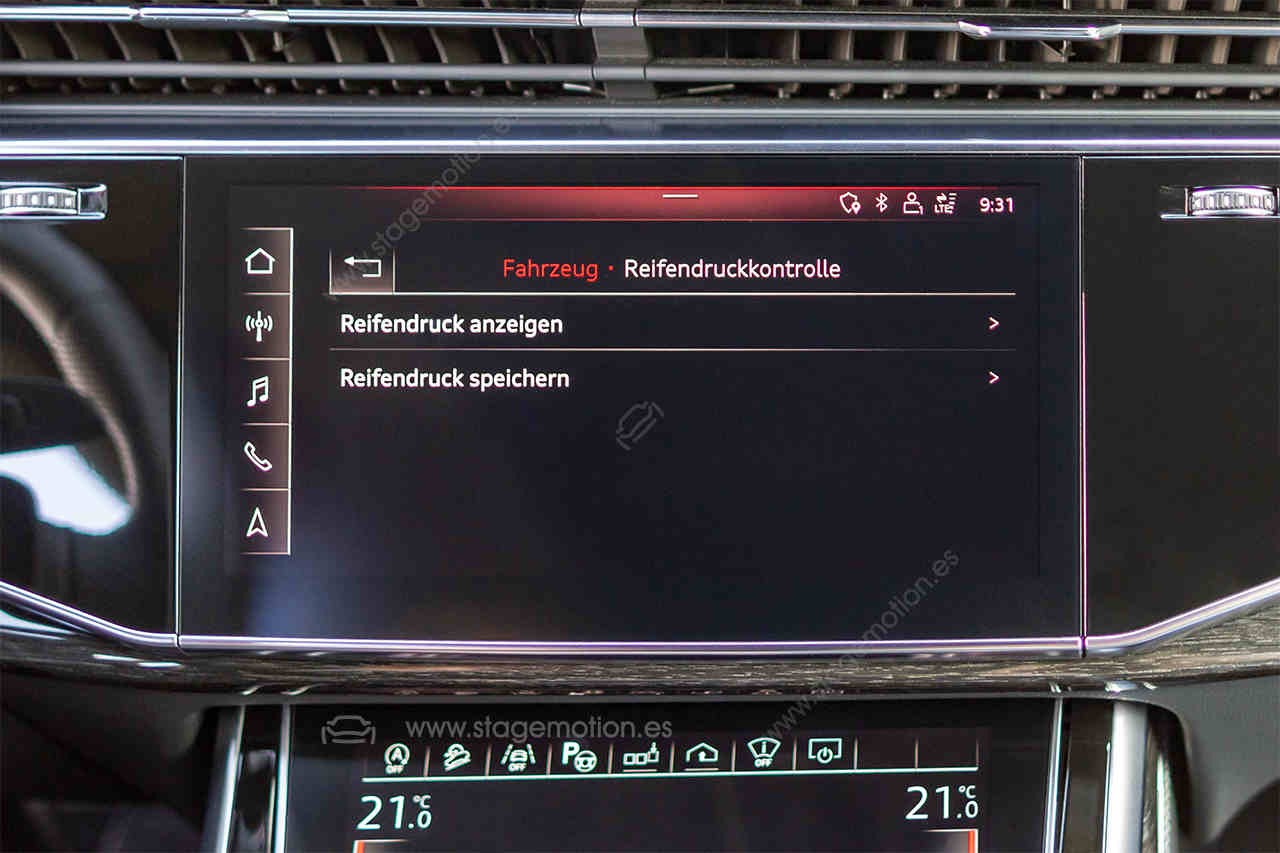 www.stagemotion.es
LTE 9:31
Fahrzeug · Reifendruckkontrolle
Reifendruck anzeigen >
Reifendruck speichern >
www.stagemotion.es
www.stagemotion.es
A OFF OFF P OFF
21.0 °C 21.0 °C